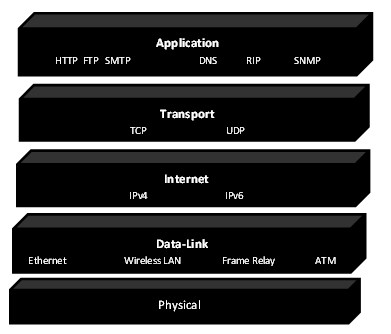 Application
HTTP FTP SMTP DNS RIP SNMP
Transport
TCP UDP
Internet
IPv4 IPv6
Data-Link
Ethernet Wireless LAN Frame Relay ATM
Physical